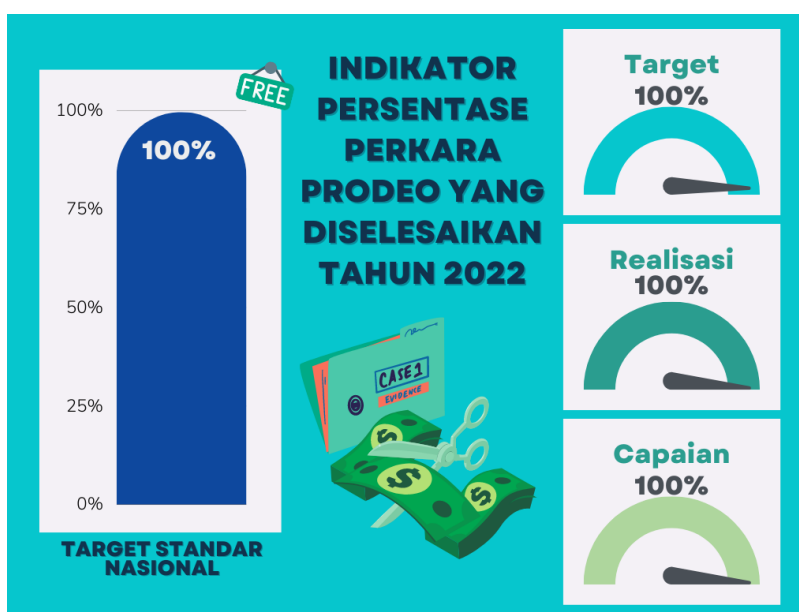 FREE
100%
75%
50%
25%
0%
100%
TARGET STANDAR
NASIONAL
INDIKATOR
PERSENTASE
PERKARA
PRODEO YANG
DISELESAIKAN
TAHUN 2022
CASE 1
EVIDENCE
Target
100%
Realisasi
100%
Capaian
100%